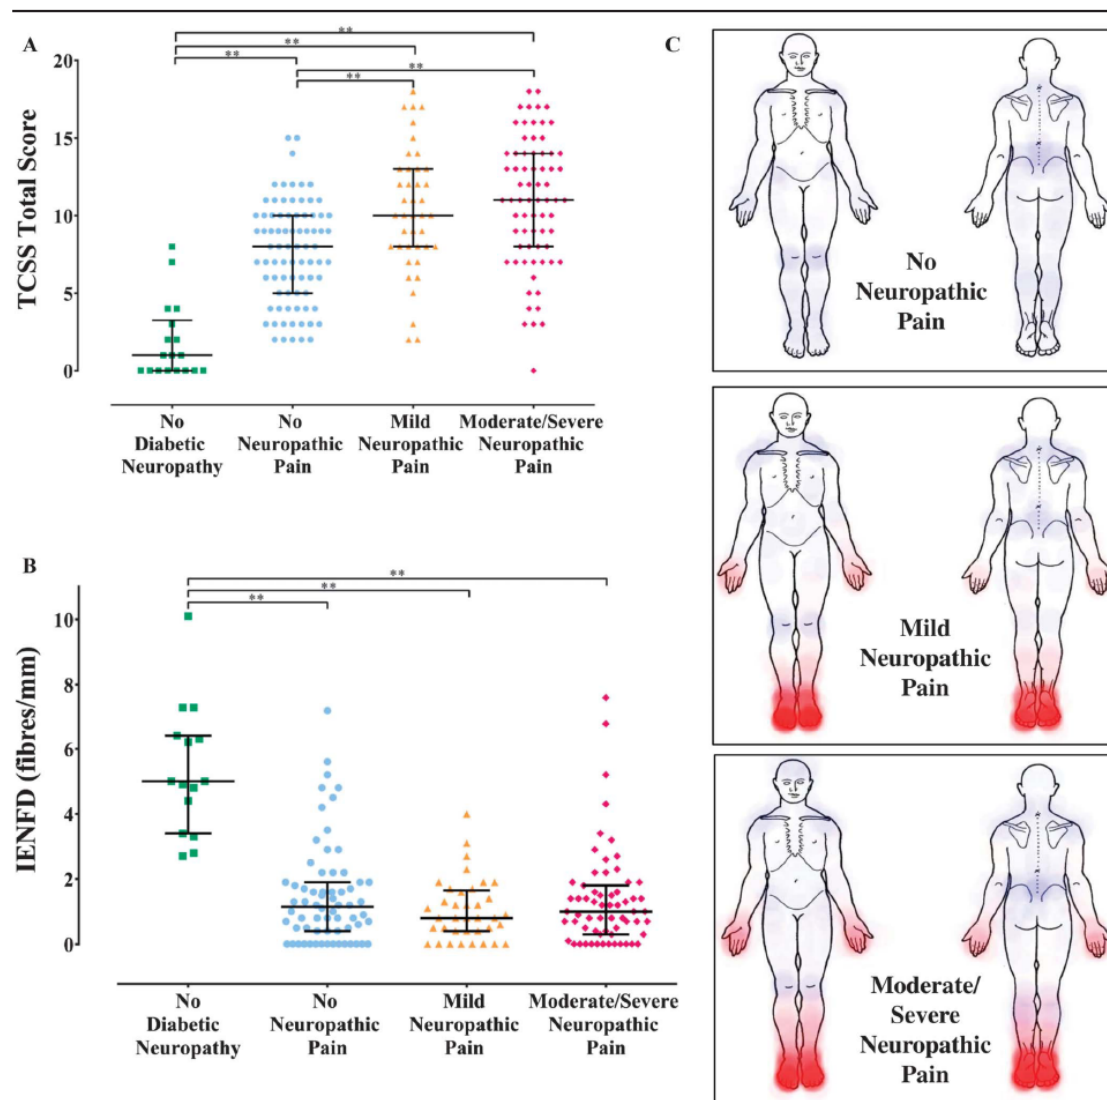 A
**
**
**
**
**
20
15
10
5
0
TCSS Total Score
No
Diabetic
Neuropathy
No
Neuropathic
Pain
Mild
Neuropathic
Pain
Moderate/Severe
Neuropathic
Pain
B
**
**
**
10
8
6
4
2
0
IENFD (fibres/mm)
No
Diabetic
Neuropathy
No
Neuropathic
Pain
Mild
Neuropathic
Pain
Moderate/Severe
Neuropathic
Pain
C
No
Neuropathic
Pain
Mild
Neuropathic
Pain
Moderate/
Severe
Neuropathic
Pain